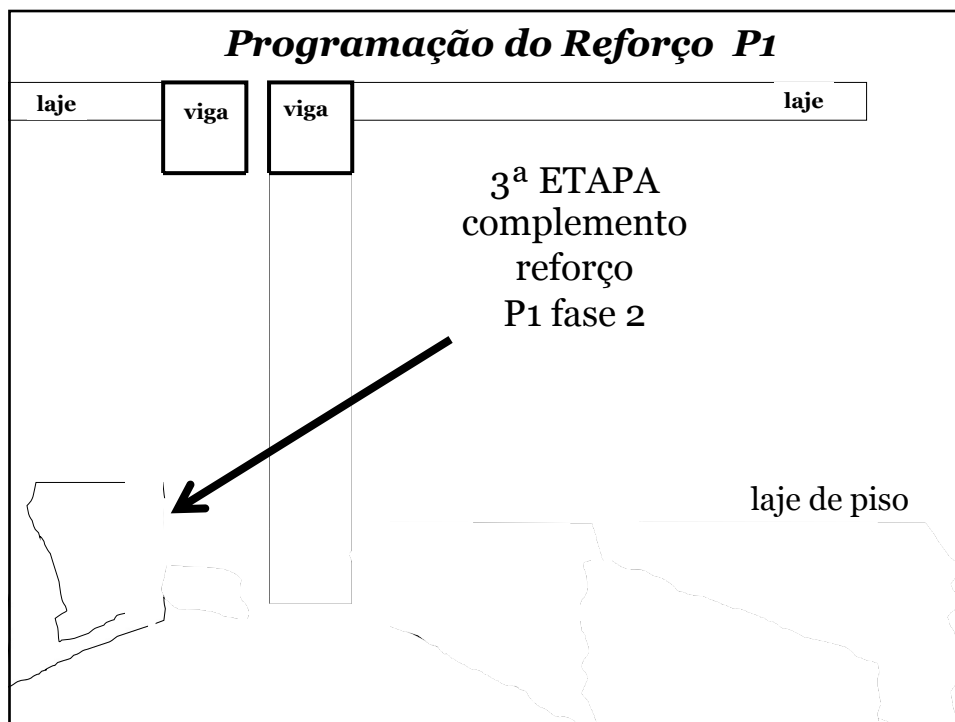 Programação do Reforço P1
laje
viga
viga
laje
3ª ETAPA
complemento
reforço
P1 fase 2
laje de piso